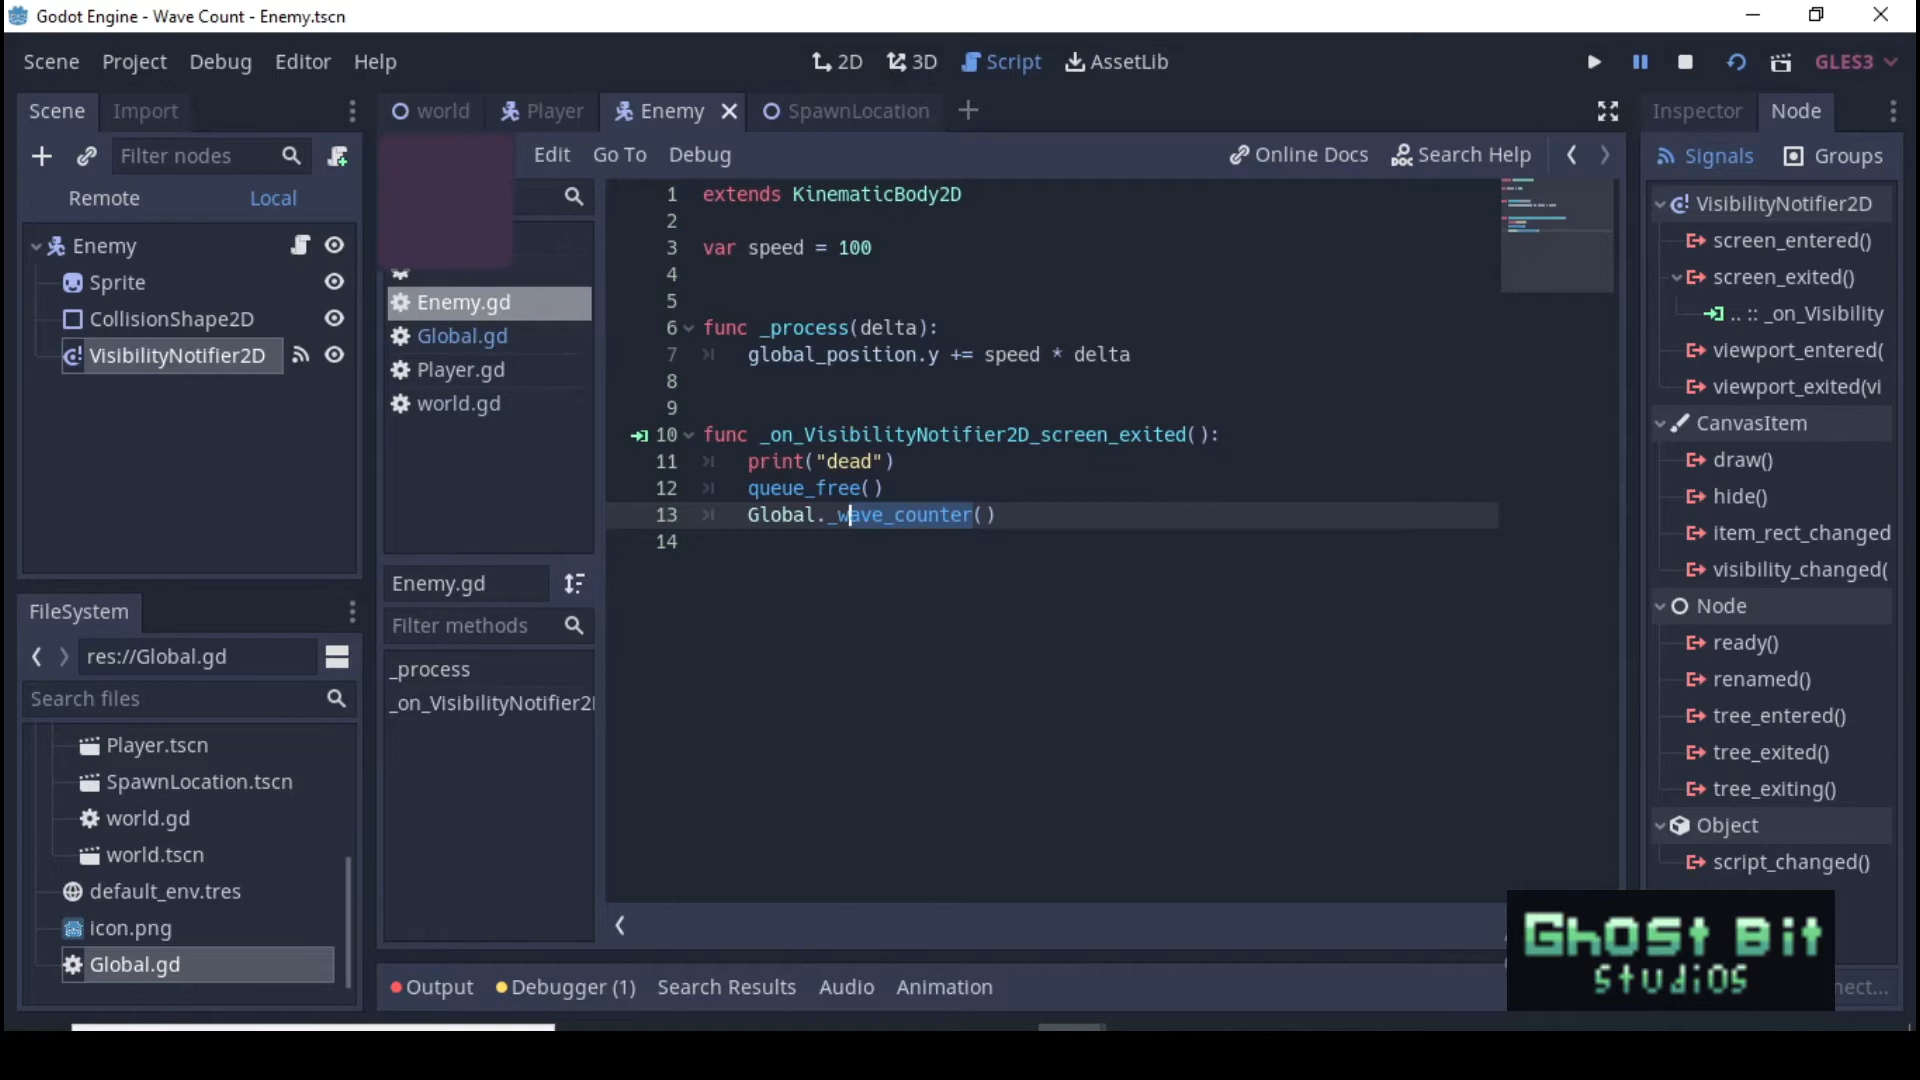 Godot Engine - Wave Count - Enemy.tscn
Scene Project Debug Editor Help
2D 3D Script AssetLib
GLES3
Scene Import
world Player Enemy SpawnLocation
Inspector Node
Filter nodes
Edit Go To Debug
Online Docs Search Help
Signals Groups
Remote Local
Enemy
Sprite
CollisionShape2D
VisibilityNotifier2D
Enemy.gd
Global.gd
Player.gd
world.gd
Enemy.gd
Filter methods
_process
_on_VisibilityNotifier2
1 extends KinematicBody2D
2
3 var speed = 100
4
5
6 func _process(delta):
7 global_position.y += speed * delta
8
9
10 func _on_VisibilityNotifier2D_screen_exited():
11 print("dead")
12 queue_free()
13 Global._wave_counter()
14
VisibilityNotifier2D
screen_entered()
screen_exited()
.. :: _on_Visibility
viewport_entered(
viewport_exited(vi
CanvasItem
draw()
hide()
item_rect_changed
visibility_changed(
Node
ready()
renamed()
tree_entered()
tree_exited()
tree_exiting()
Object
script_changed()
FileSystem
res://Global.gd
Search files
Player.tscn
SpawnLocation.tscn
world.gd
world.tscn
default_env.tres
icon.png
Global.gd
Output Debugger (1) Search Results Audio Animation
Ghost Bit
Studios
nect...